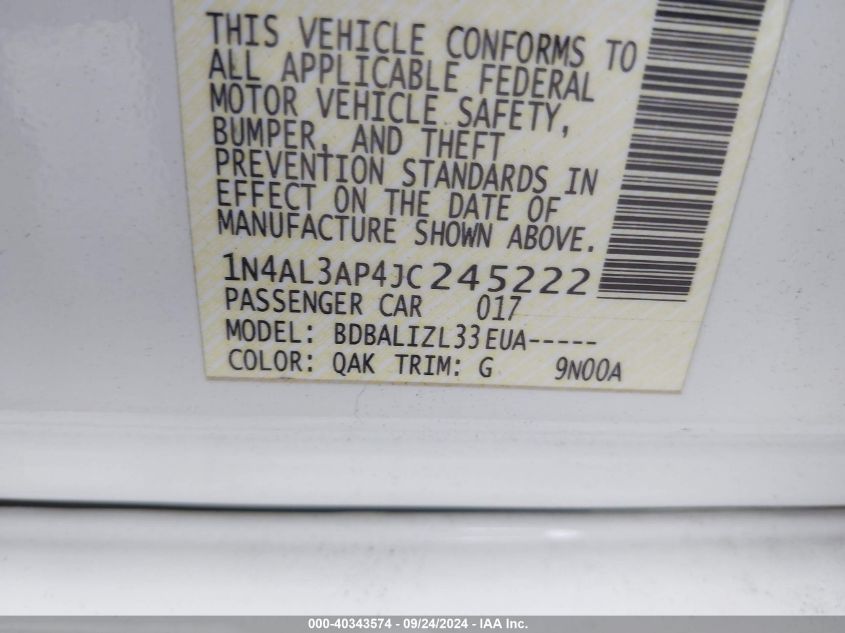 THIS VEHICLE CONFORMS TO
ALL APPLICABLE FEDERAL
MOTOR VEHICLE SAFETY,
BUMPER, AND THEFT
PREVENTION STANDARDS IN
EFFECT ON THE DATE OF
MANUFACTURE SHOWN ABOVE.
1N4AL3AP4JC245222
PASSENGER CAR 017
MODEL: BDBALIZL33EUA-----
COLOR: QAK TRIM: G 9N00A
000-40343574 - 09/24/2024 - IAA Inc.